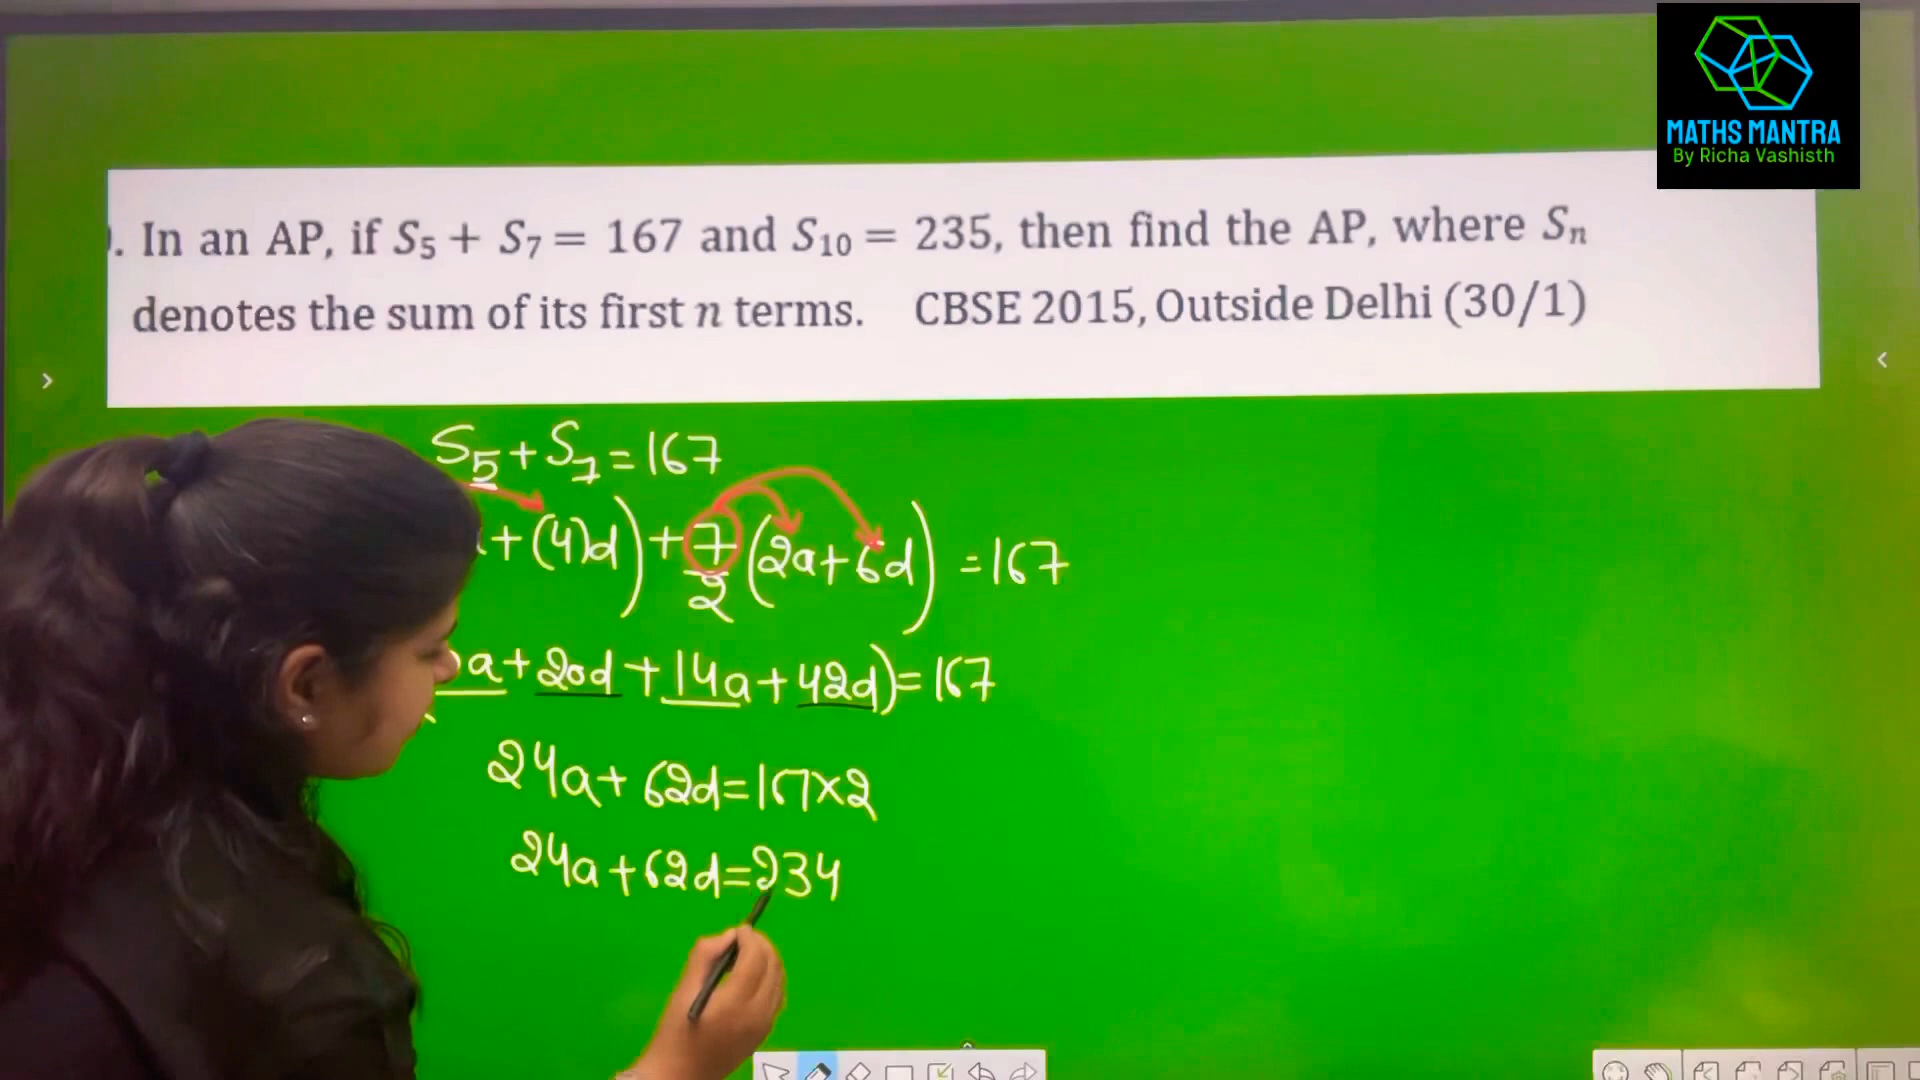 MATHS MANTRA
By Richa Vashisth
. In an AP, if S₅ + S₇ = 167 and S₁₀ = 235, then find the AP, where Sₙ
denotes the sum of its first n terms. CBSE 2015, Outside Delhi (30/1)
S₅+S₇=167
+(4)d)+7/2(2a+6d)=167
a+20d+14a+42d)=167
24a+62d=167×2
24a+62d=234